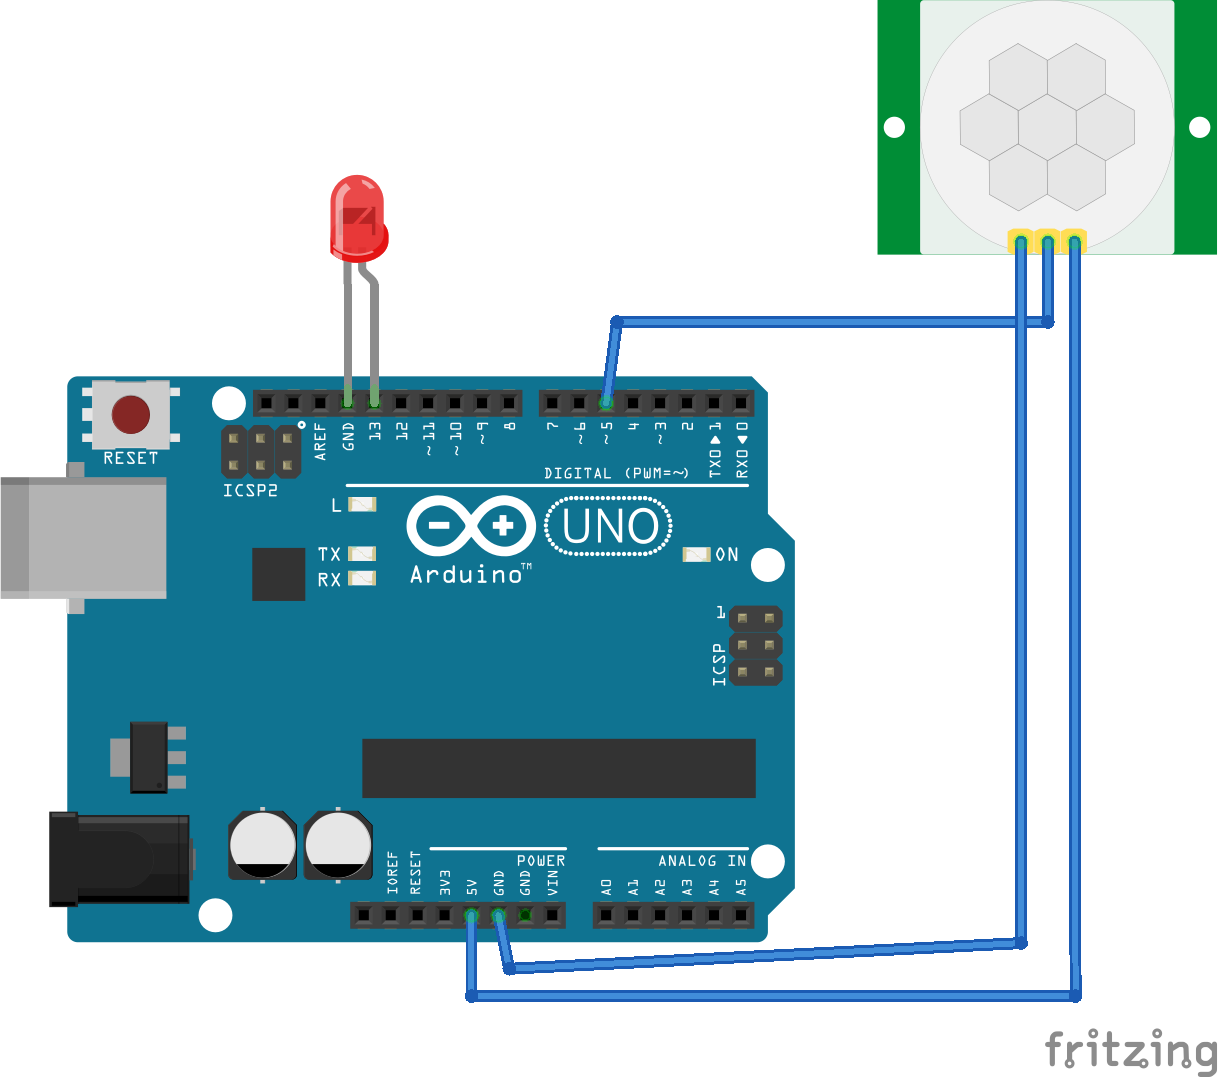 RESET
ICSP2
AREF
GND
13
12
~11
~10
~9
8
7
~6
~5
4
~3
2
TX0▶1
RX0◀0
DIGITAL (PWM=~)
L
TX
RX
UNO
Arduino™
ON
1
ICSP
IOREF
RESET
3V3
5V
GND
GND
VIN
POWER
ANALOG IN
A0
A1
A2
A3
A4
A5
fritzing